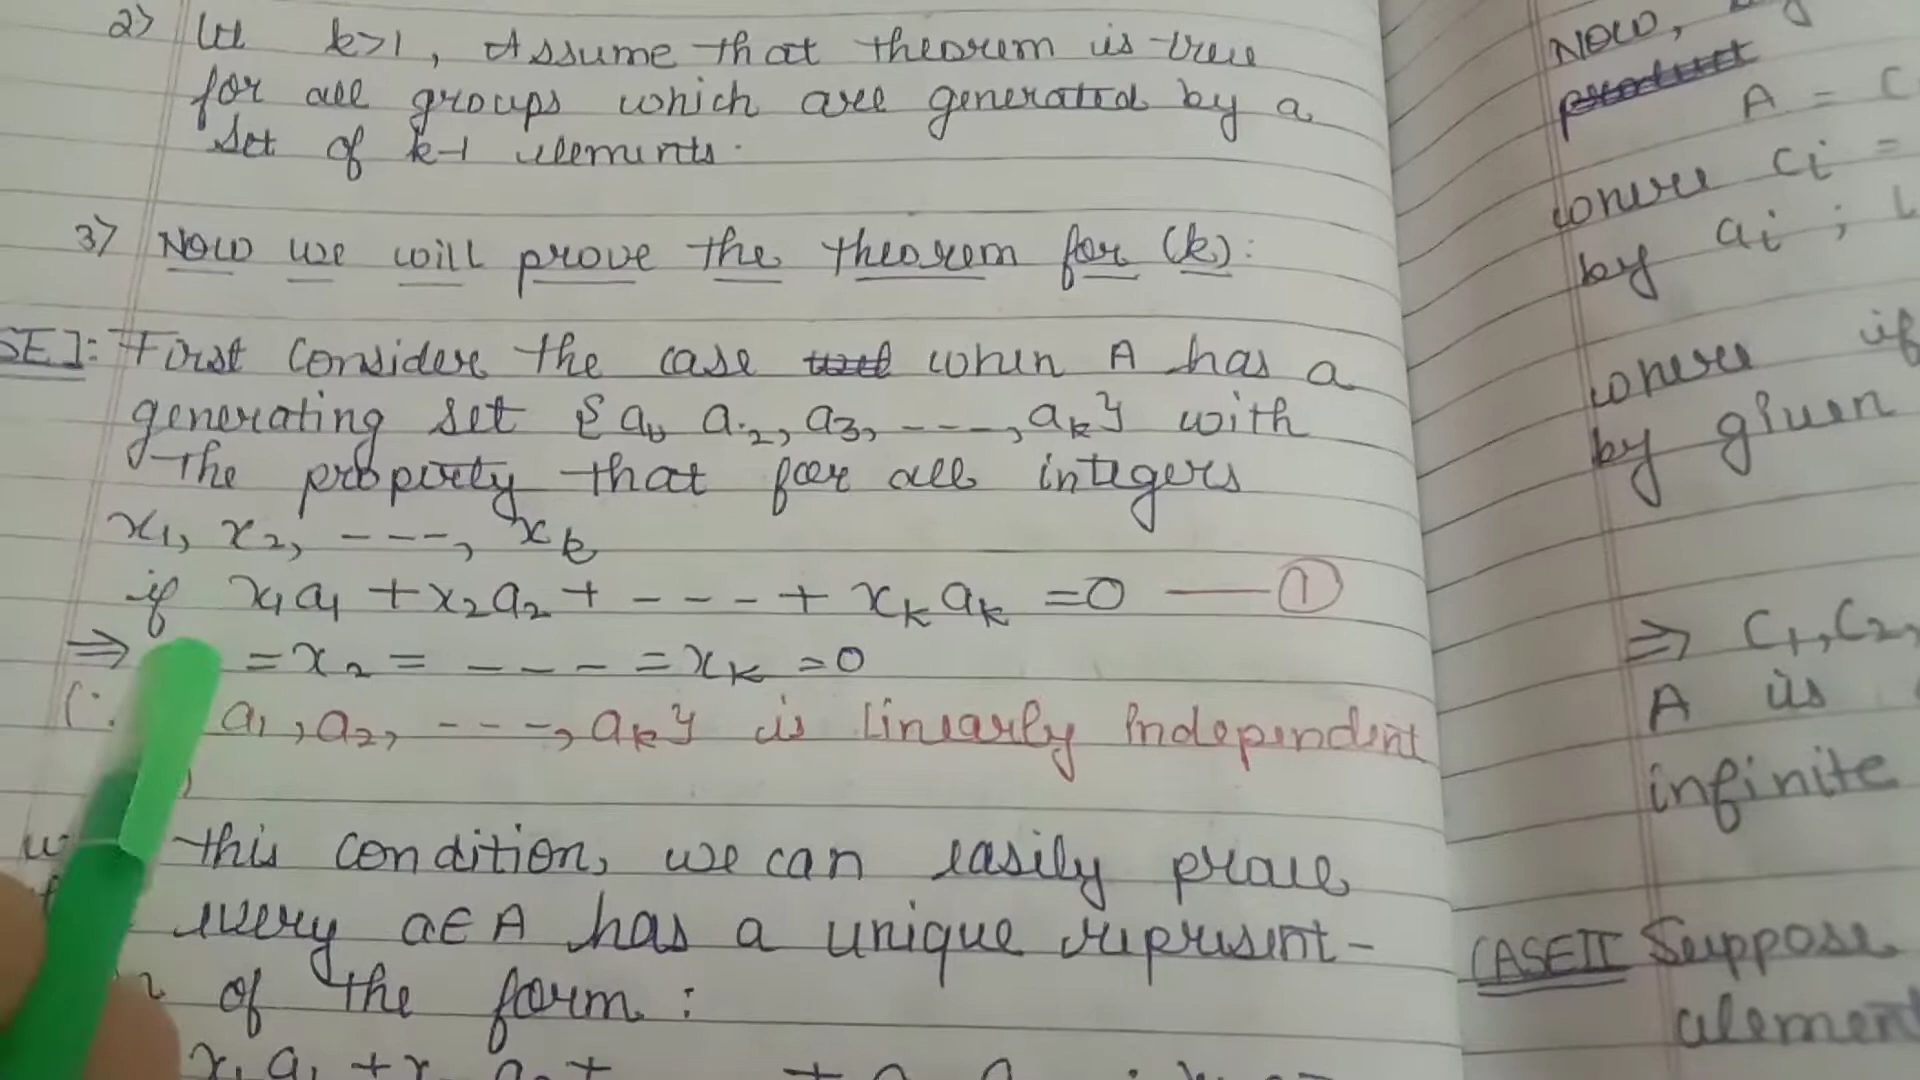 2) Let k>1, Assume that theorem is true
for all groups which are generated by a
set of k-1 elements.
3) Now we will prove the theorem for (k):
SE I: First consider the case when A has a
generating set {a1, a2, a3, ----, ak} with
the property that for all integers
x1, x2, ----, xk
if x1a1 + x2a2 + ---- + xkak = 0 —— 1
⇒ = x2 = ---- = xk = 0
(∵ a1, a2, ----, ak} is Linearly Independent
)
this condition, we can easily prove
every a∈A has a unique represent-
of the form:
x1a1 +
Now,
product
A = C
where Ci =
by ai ;
where if
by given
⇒ C1, C2,
A is
infinite
CASE II Suppose
element